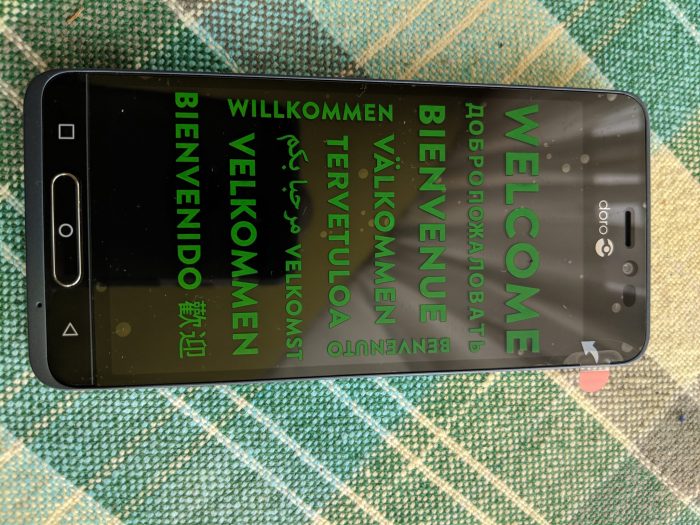 doro
WELCOME
ДОБРОПОЖАЛОВАТЬ
BIENVENUE
BENVENUTO
VÄLKOMMEN
WILLKOMMEN
TERVETULOA
مرحبا بكم VELKOMST
VELKOMMEN
BIENVENIDO 歡迎